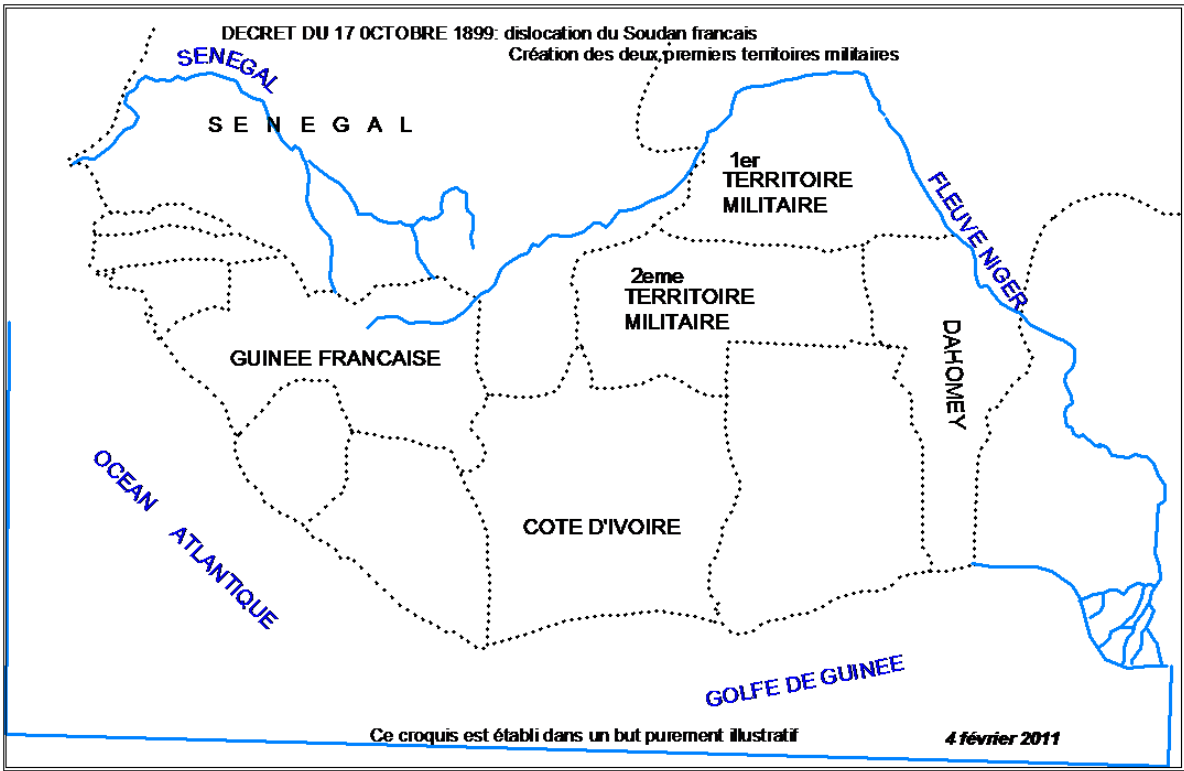 DECRET DU 17 OCTOBRE 1899: dislocation du Soudan francais
Création des deux premiers territoires militaires
SENEGAL
S E N E G A L
1er
TERRITOIRE
MILITAIRE
FLEUVE NIGER
2eme
TERRITOIRE
MILITAIRE
GUINEE FRANCAISE
DAHOMEY
OCEAN ATLANTIQUE
COTE D'IVOIRE
GOLFE DE GUINEE
Ce croquis est établi dans un but purement illustratif
4 février 2011